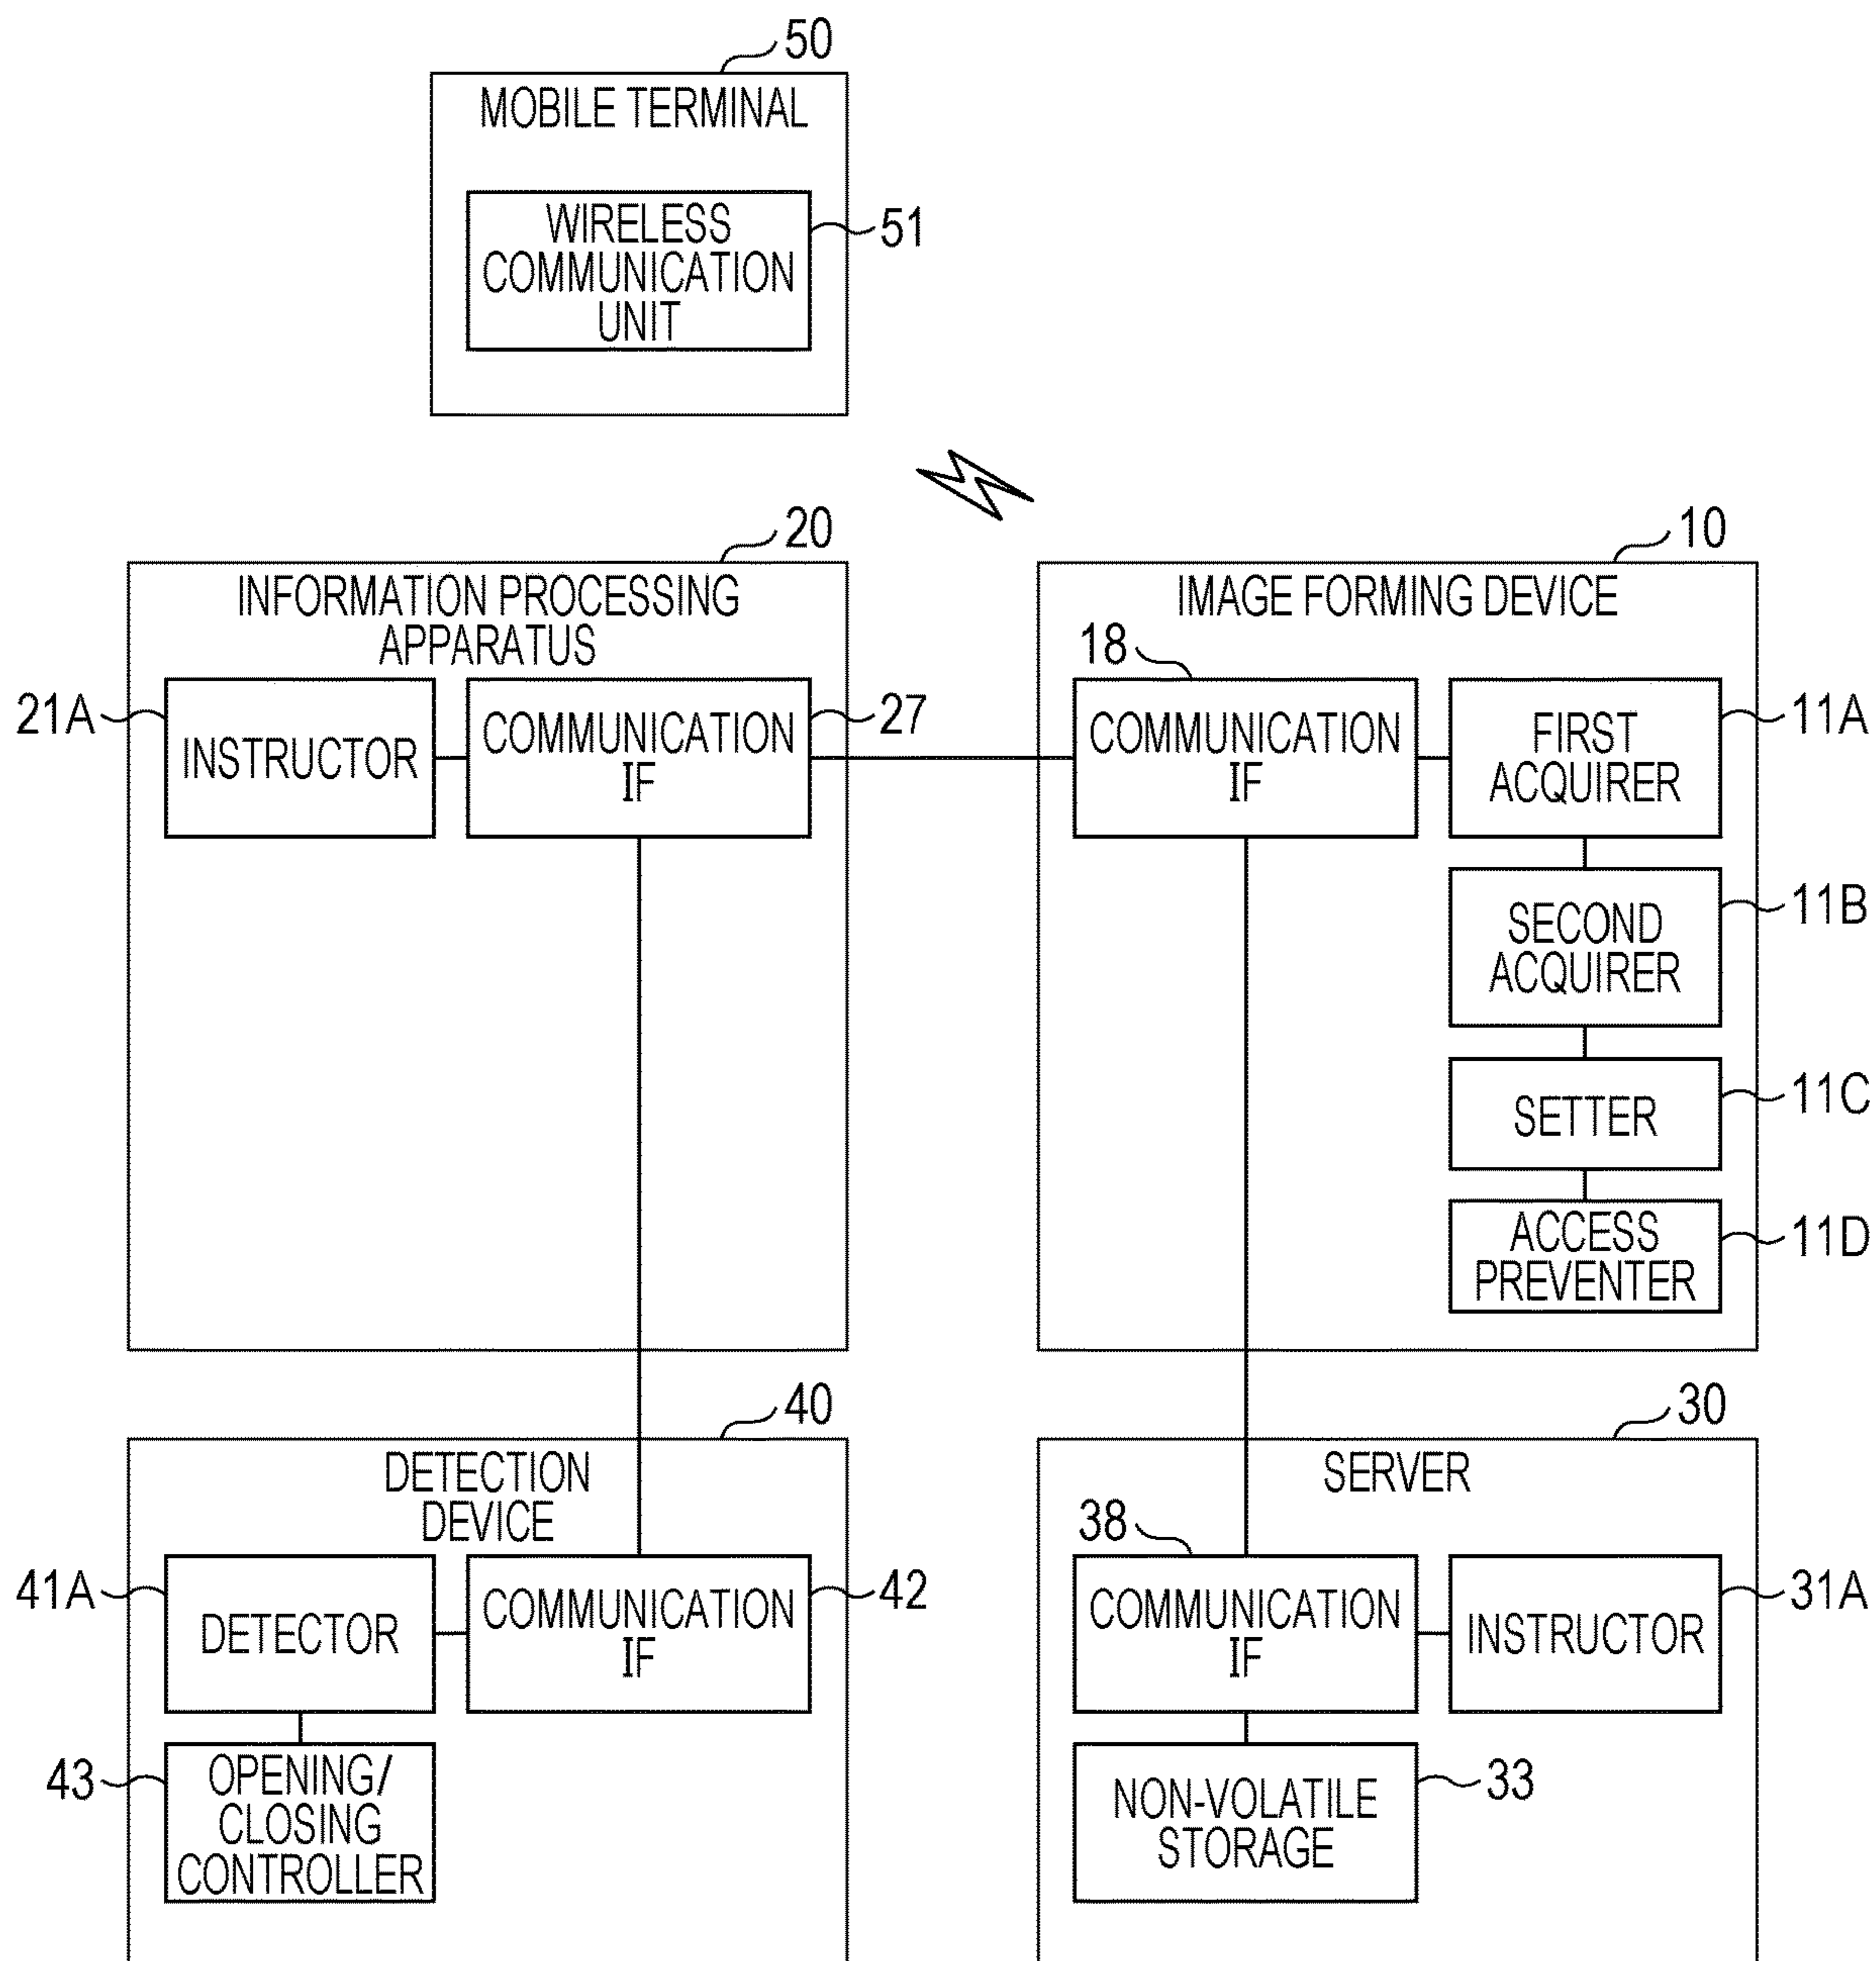 50
MOBILE TERMINAL
WIRELESS
COMMUNICATION
UNIT
51
20
INFORMATION PROCESSING
APPARATUS
21A
INSTRUCTOR
COMMUNICATION
IF
27
10
IMAGE FORMING DEVICE
18
COMMUNICATION
IF
FIRST
ACQUIRER
11A
SECOND
ACQUIRER
11B
SETTER
11C
ACCESS
PREVENTER
11D
40
DETECTION
DEVICE
41A
DETECTOR
COMMUNICATION
IF
42
43
OPENING/
CLOSING
CONTROLLER
30
SERVER
38
COMMUNICATION
IF
INSTRUCTOR
31A
NON-VOLATILE
STORAGE
33